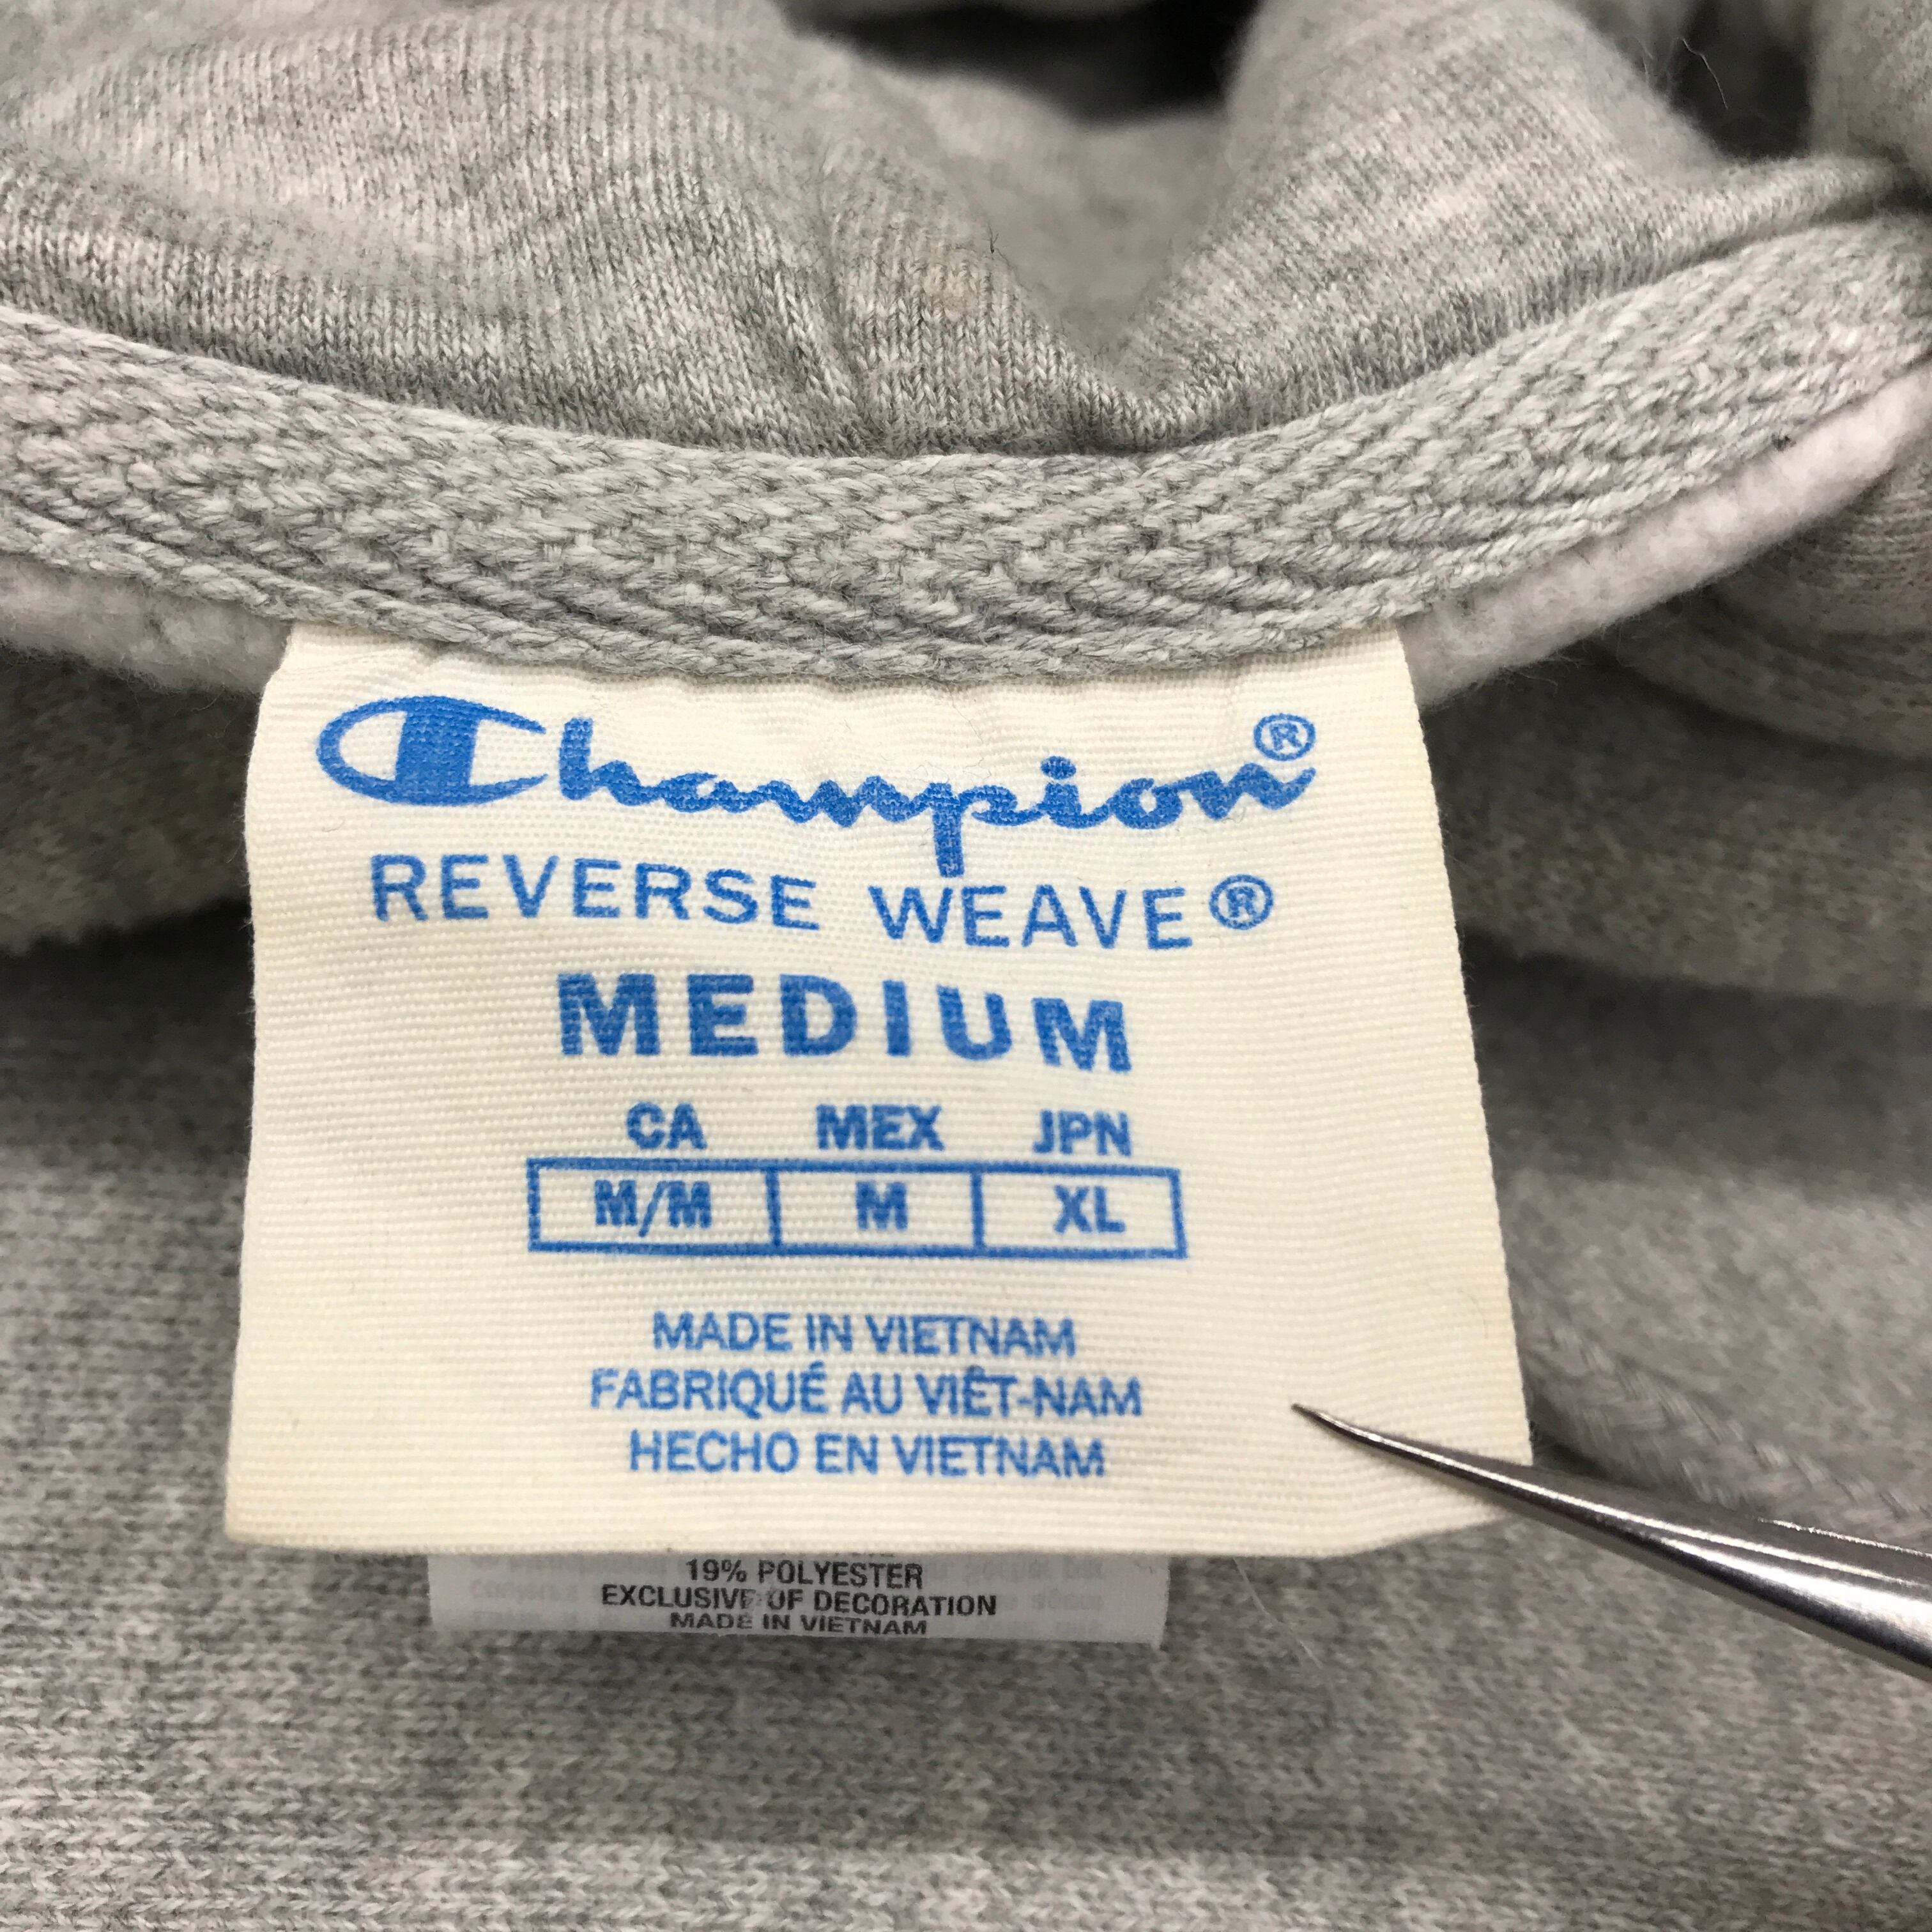 Champion®
REVERSE WEAVE®
MEDIUM
CA MEX JPN
M/M M XL
MADE IN VIETNAM
FABRIQUÉ AU VIÊT-NAM
HECHO EN VIETNAM
19% POLYESTER
EXCLUSIVE OF DECORATION
MADE IN VIETNAM